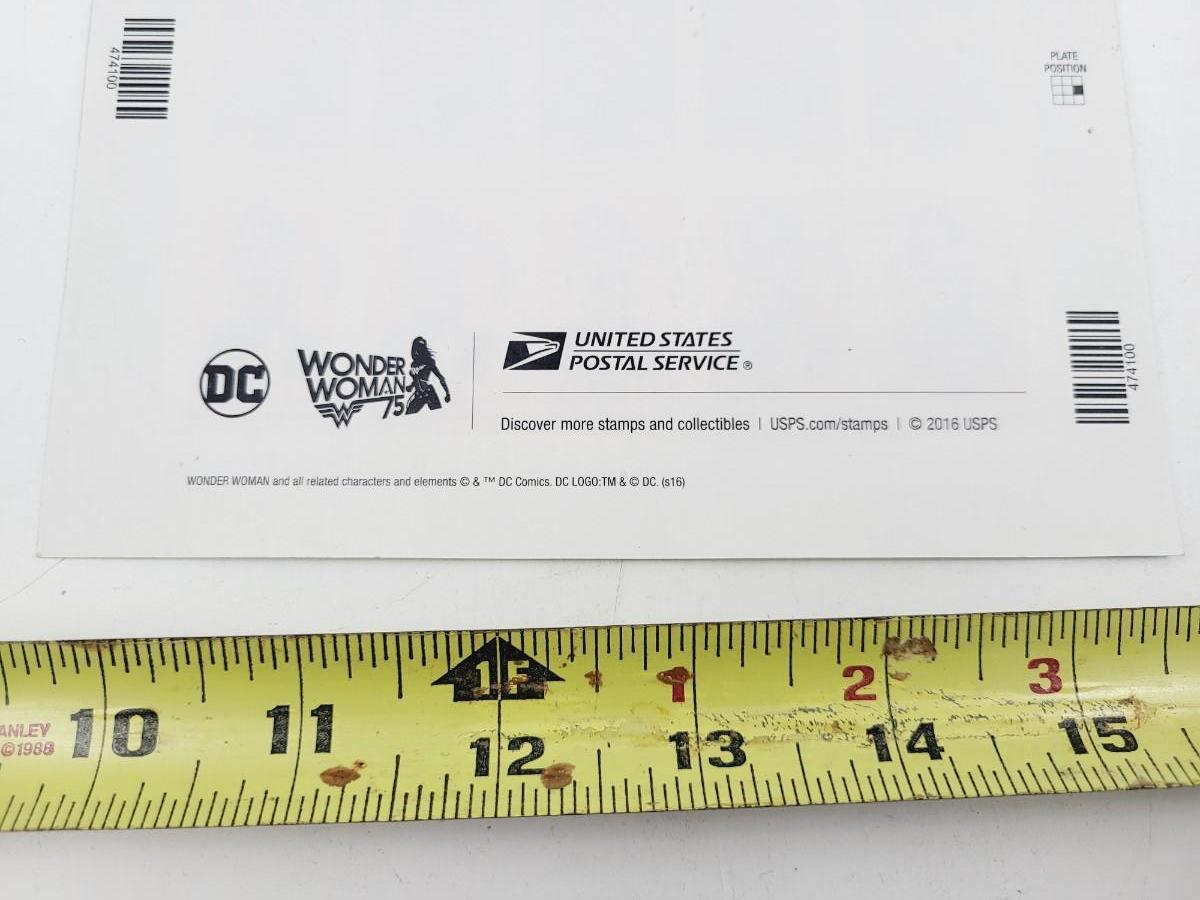 474100
PLATE
POSITION
DC
WONDER
WOMAN
75
UNITED STATES
POSTAL SERVICE®
474100
Discover more stamps and collectibles | USPS.com/stamps | © 2016 USPS
WONDER WOMAN and all related characters and elements © & ™ DC Comics. DC LOGO:TM & © DC. (s16)
1F
1 2 3
ANLEY
©1988
10 11 12 13 14 15